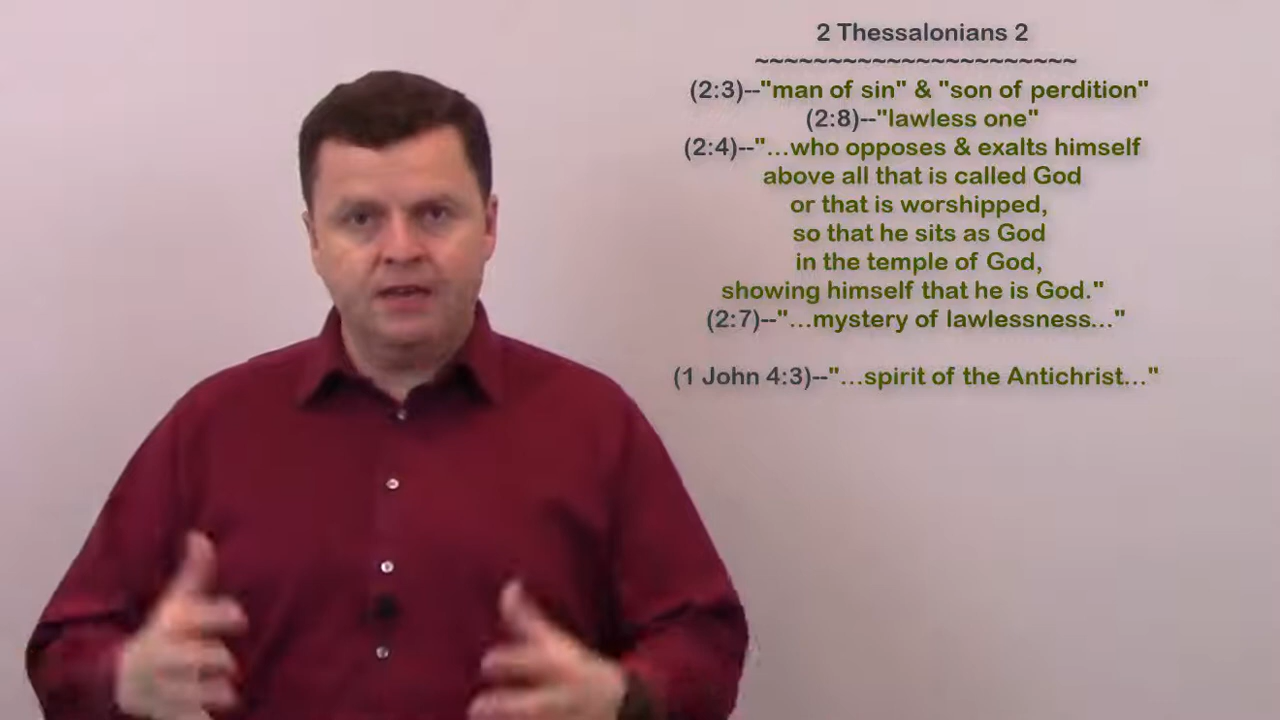 2 Thessalonians 2
~~~~~~~~~~~~~~~~~~~~~~
(2:3)--"man of sin" & "son of perdition"
(2:8)--"lawless one"
(2:4)--"...who opposes & exalts himself
above all that is called God
or that is worshipped,
so that he sits as God
in the temple of God,
showing himself that he is God."
(2:7)--"...mystery of lawlessness..."
(1 John 4:3)--"...spirit of the Antichrist..."